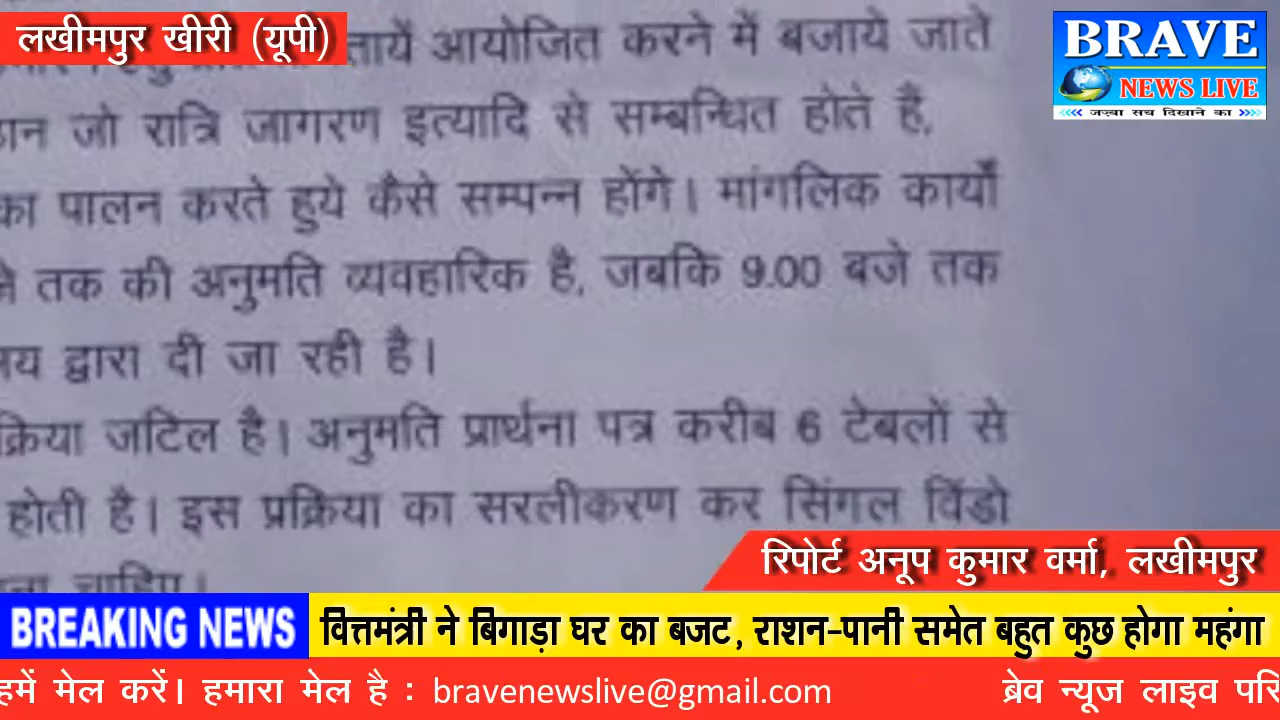 लखीमपुर खीरी (यूपी)
BRAVE
NEWS LIVE
जज़्बा सच दिखाने का
तायें आयोजित करने में बजाये जाते
जो रात्रि जागरण इत्यादि से सम्बन्धित होते हैं,
का पालन करते हुये कैसे सम्पन्न होंगे। मांगलिक कार्यों
तक की अनुमति व्यवहारिक है, जबकि 9.00 बजे तक
द्वारा दी जा रही है।
क्रिया जटिल है। अनुमति प्रार्थना पत्र करीब 6 टेबलों से
होती है। इस प्रक्रिया का सरलीकरण कर सिंगल विंडो
चाहिए।
रिपोर्ट अनूप कुमार वर्मा, लखीमपुर
BREAKING NEWS
वित्तमंत्री ने बिगाड़ा घर का बजट, राशन-पानी समेत बहुत कुछ होगा महंगा
हमें मेल करें। हमारा मेल है : bravenewslive@gmail.com ब्रेव न्यूज लाइव परि